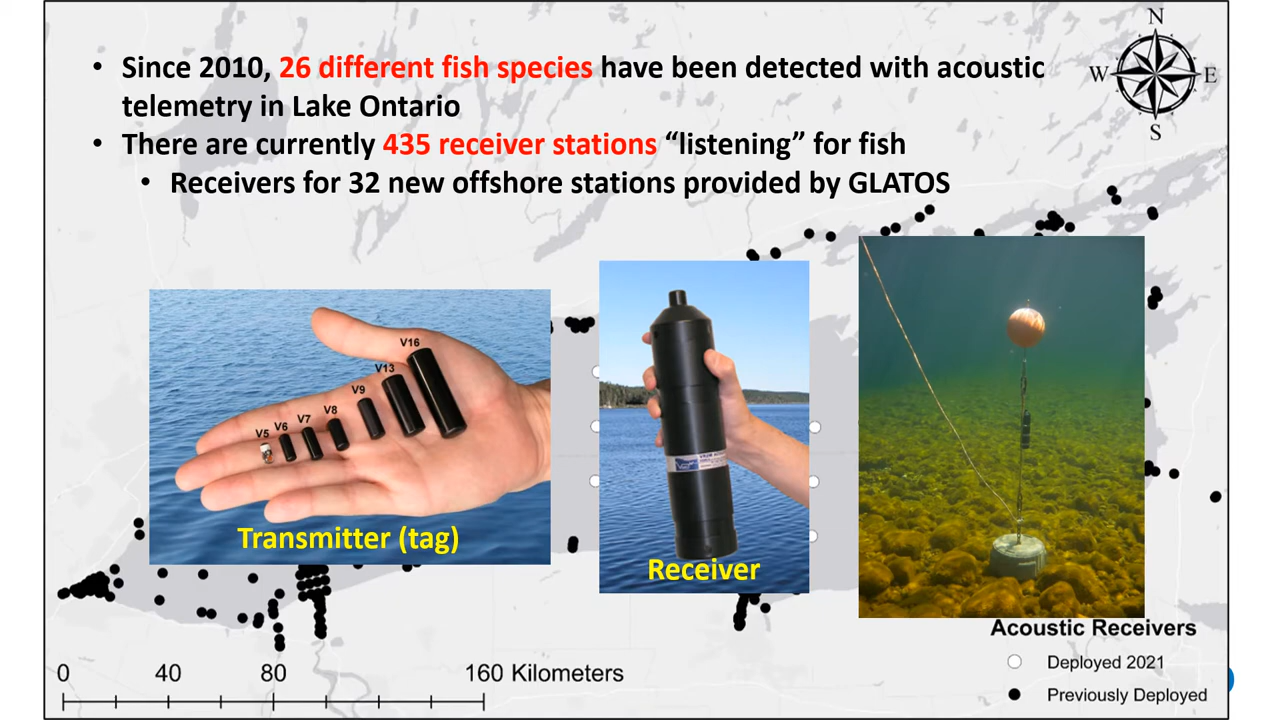 N
W E
S
• Since 2010, 26 different fish species have been detected with acoustic
telemetry in Lake Ontario
• There are currently 435 receiver stations “listening” for fish
• Receivers for 32 new offshore stations provided by GLATOS
V16
V13
V9
V8
V7
V6
V5
Transmitter (tag)
Receiver
Acoustic Receivers
Deployed 2021
Previously Deployed
0 40 80 160 Kilometers